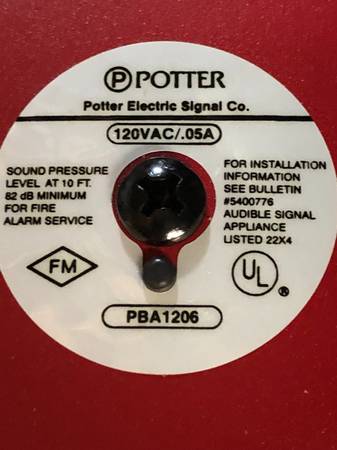 P POTTER
Potter Electric Signal Co.
120VAC/.05A
SOUND PRESSURE
LEVEL AT 10 FT.
82 dB MINIMUM
FOR FIRE
ALARM SERVICE
FOR INSTALLATION
INFORMATION
SEE BULLETIN
#5400776
AUDIBLE SIGNAL
APPLIANCE
LISTED 22X4
FM
UL ®
PBA1206